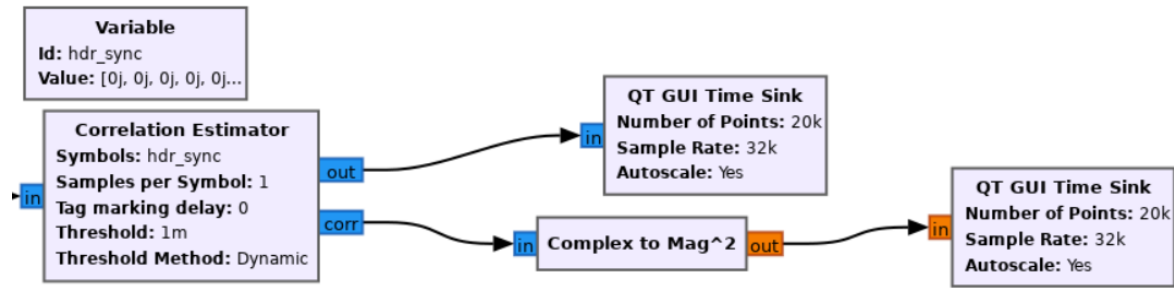 Variable
Id: hdr_sync
Value: [0j, 0j, 0j, 0j, 0j...
Correlation Estimator
Symbols: hdr_sync
Samples per Symbol: 1
Tag marking delay: 0
Threshold: 1m
Threshold Method: Dynamic
in
out
corr
QT GUI Time Sink
Number of Points: 20k
Sample Rate: 32k
Autoscale: Yes
in
in
Complex to Mag^2
out
QT GUI Time Sink
Number of Points: 20k
Sample Rate: 32k
Autoscale: Yes
in